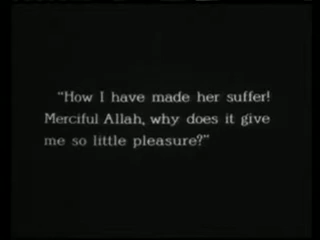 “How I have made her suffer!
Merciful Allah, why does it give
me so little pleasure?”